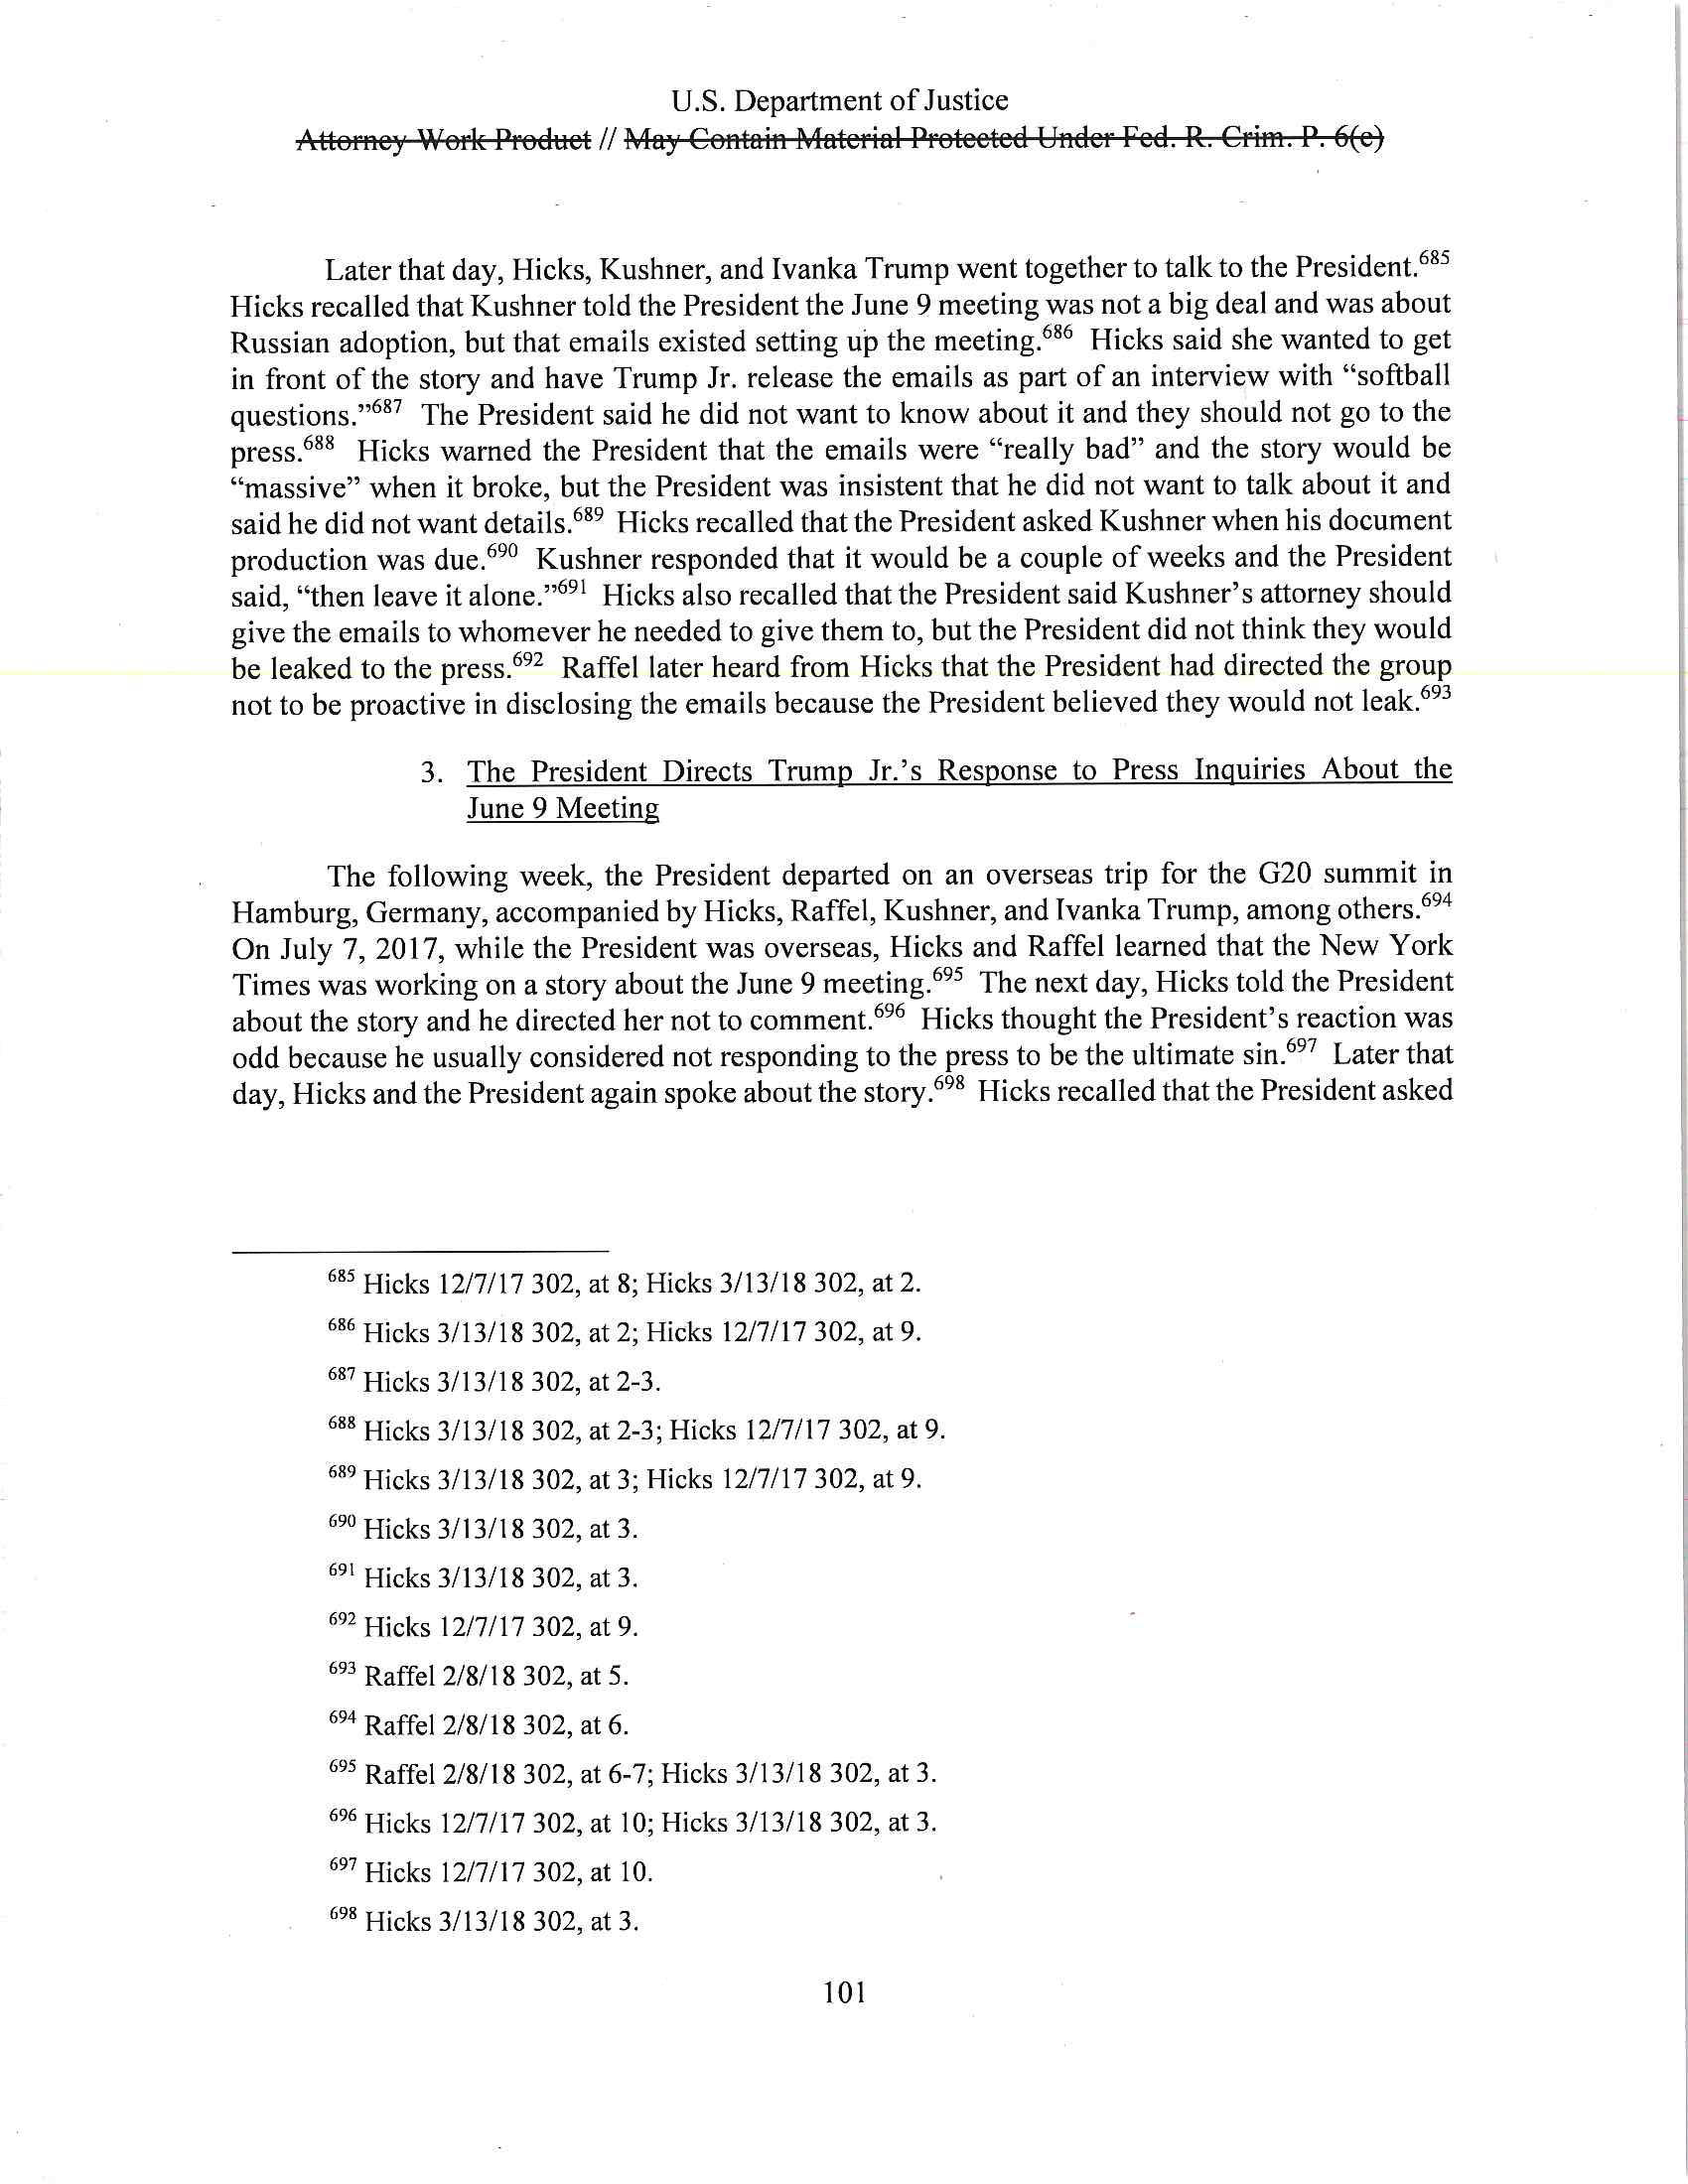 U.S. Department of Justice
Attorney Work Product // May Contain Material Protected Under Fed. R. Crim. P. 6(e)
Later that day, Hicks, Kushner, and Ivanka Trump went together to talk to the President.685
Hicks recalled that Kushner told the President the June 9 meeting was not a big deal and was about
Russian adoption, but that emails existed setting up the meeting.686 Hicks said she wanted to get
in front of the story and have Trump Jr. release the emails as part of an interview with “softball
questions.”687 The President said he did not want to know about it and they should not go to the
press.688 Hicks warned the President that the emails were “really bad” and the story would be
“massive” when it broke, but the President was insistent that he did not want to talk about it and
said he did not want details.689 Hicks recalled that the President asked Kushner when his document
production was due.690 Kushner responded that it would be a couple of weeks and the President
said, “then leave it alone.”691 Hicks also recalled that the President said Kushner’s attorney should
give the emails to whomever he needed to give them to, but the President did not think they would
be leaked to the press.692 Raffel later heard from Hicks that the President had directed the group
not to be proactive in disclosing the emails because the President believed they would not leak.693
3. The President Directs Trump Jr.’s Response to Press Inquiries About the
June 9 Meeting
The following week, the President departed on an overseas trip for the G20 summit in
Hamburg, Germany, accompanied by Hicks, Raffel, Kushner, and Ivanka Trump, among others.694
On July 7, 2017, while the President was overseas, Hicks and Raffel learned that the New York
Times was working on a story about the June 9 meeting.695 The next day, Hicks told the President
about the story and he directed her not to comment.696 Hicks thought the President’s reaction was
odd because he usually considered not responding to the press to be the ultimate sin.697 Later that
day, Hicks and the President again spoke about the story.698 Hicks recalled that the President asked
685 Hicks 12/7/17 302, at 8; Hicks 3/13/18 302, at 2.
686 Hicks 3/13/18 302, at 2; Hicks 12/7/17 302, at 9.
687 Hicks 3/13/18 302, at 2-3.
688 Hicks 3/13/18 302, at 2-3; Hicks 12/7/17 302, at 9.
689 Hicks 3/13/18 302, at 3; Hicks 12/7/17 302, at 9.
690 Hicks 3/13/18 302, at 3.
691 Hicks 3/13/18 302, at 3.
692 Hicks 12/7/17 302, at 9.
693 Raffel 2/8/18 302, at 5.
694 Raffel 2/8/18 302, at 6.
695 Raffel 2/8/18 302, at 6-7; Hicks 3/13/18 302, at 3.
696 Hicks 12/7/17 302, at 10; Hicks 3/13/18 302, at 3.
697 Hicks 12/7/17 302, at 10.
698 Hicks 3/13/18 302, at 3.
101